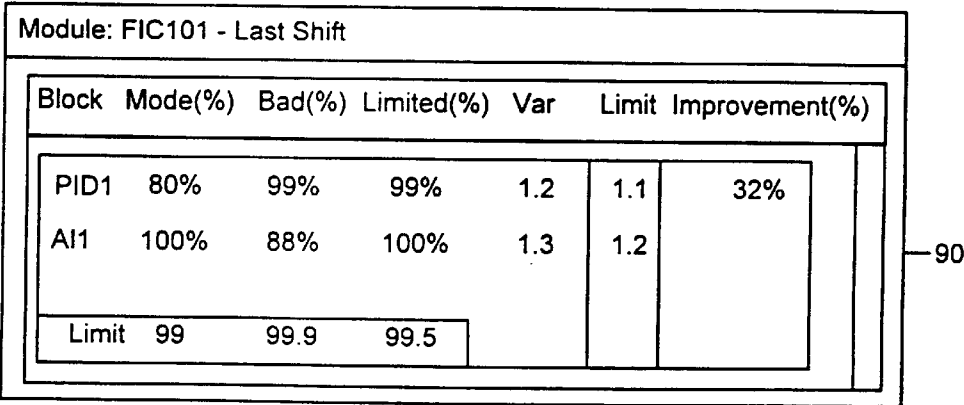 Module: FIC101 - Last Shift
Block Mode(%) Bad(%) Limited(%) Var Limit Improvement(%)
PID1 80% 99% 99% 1.2 1.1 32%
AI1 100% 88% 100% 1.3 1.2
90
Limit 99 99.9 99.5